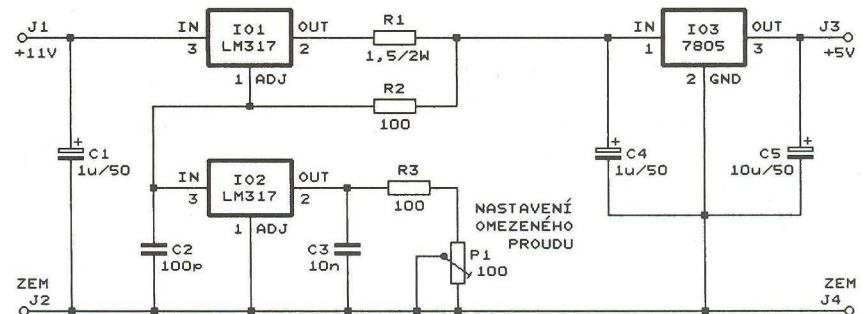 J1
+11V
IN
3
IO1
LM317
OUT
2
1 ADJ
R1
1,5/2W
R2
100
IN
1
IO3
7805
OUT
3
2 GND
J3
+5V
+
C1
1u/50
IN
3
IO2
LM317
OUT
2
1 ADJ
R3
100
+
C4
1u/50
+
C5
10u/50
C2
100p
C3
10n
NASTAVENÍ
OMEZENÉHO
PROUDU
P1
100
ZEM
J2
ZEM
J4